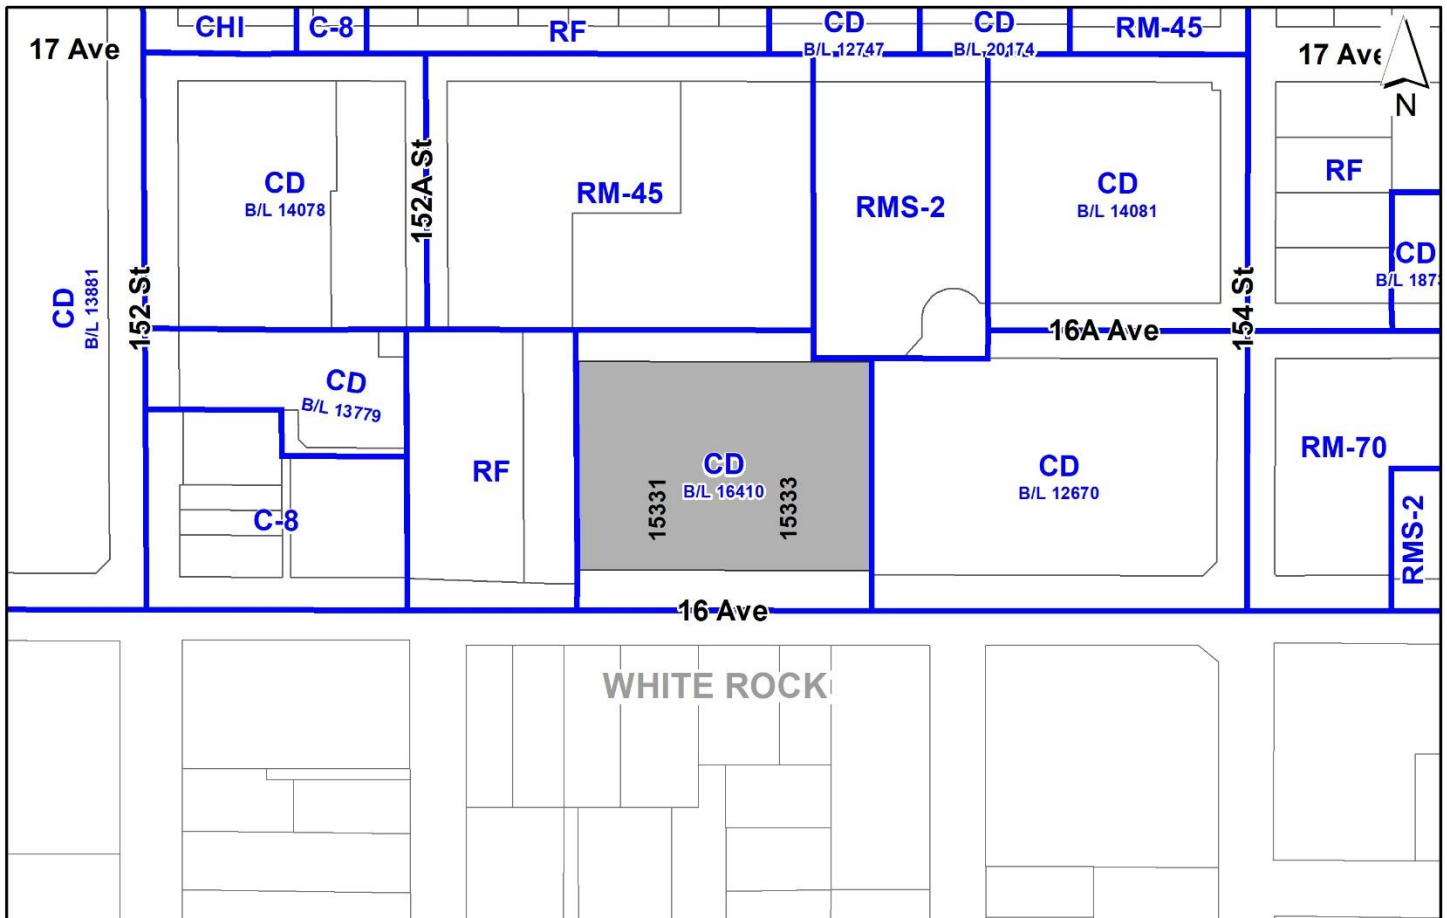 CHI
C-8
RF
CD
B/L 12747
CD
B/L 20174
RM-45
17 Ave
17 Ave
N
CD
B/L 14078
152A St
RM-45
RMS-2
CD
B/L 14081
RF
CD
B/L 1873
CD
B/L 13881
152 St
154 St
16A Ave
CD
B/L 13779
RF
CD
B/L 16410
15331
15333
CD
B/L 12670
RM-70
RMS-2
C-8
16 Ave
WHITE ROCK